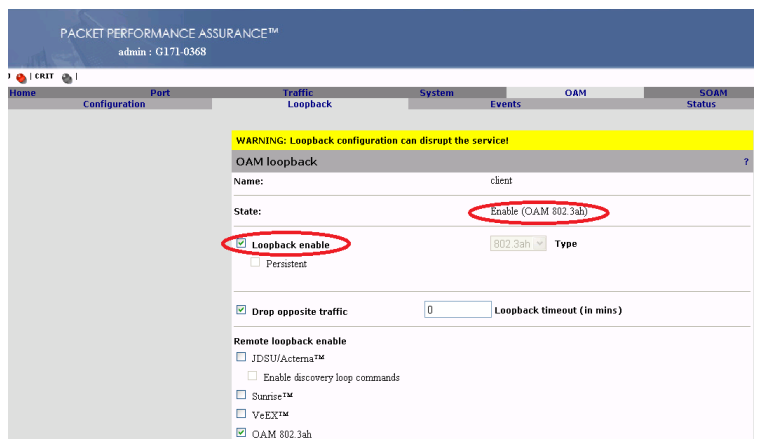 PACKET PERFORMANCE ASSURANCE™
admin : G171-0368
| CRIT |
Home Port Traffic System OAM SOAM
Configuration Loopback Events Status
WARNING: Loopback configuration can disrupt the service!
OAM loopback ?
Name: client
State: Enable (OAM 802.3ah)
Loopback enable 802.3ah Type
Persistent
Drop opposite traffic 0 Loopback timeout (in mins)
Remote loopback enable
JDSU/Acterna™
Enable discovery loop commands
Sunrise™
VeEX™
OAM 802.3ah